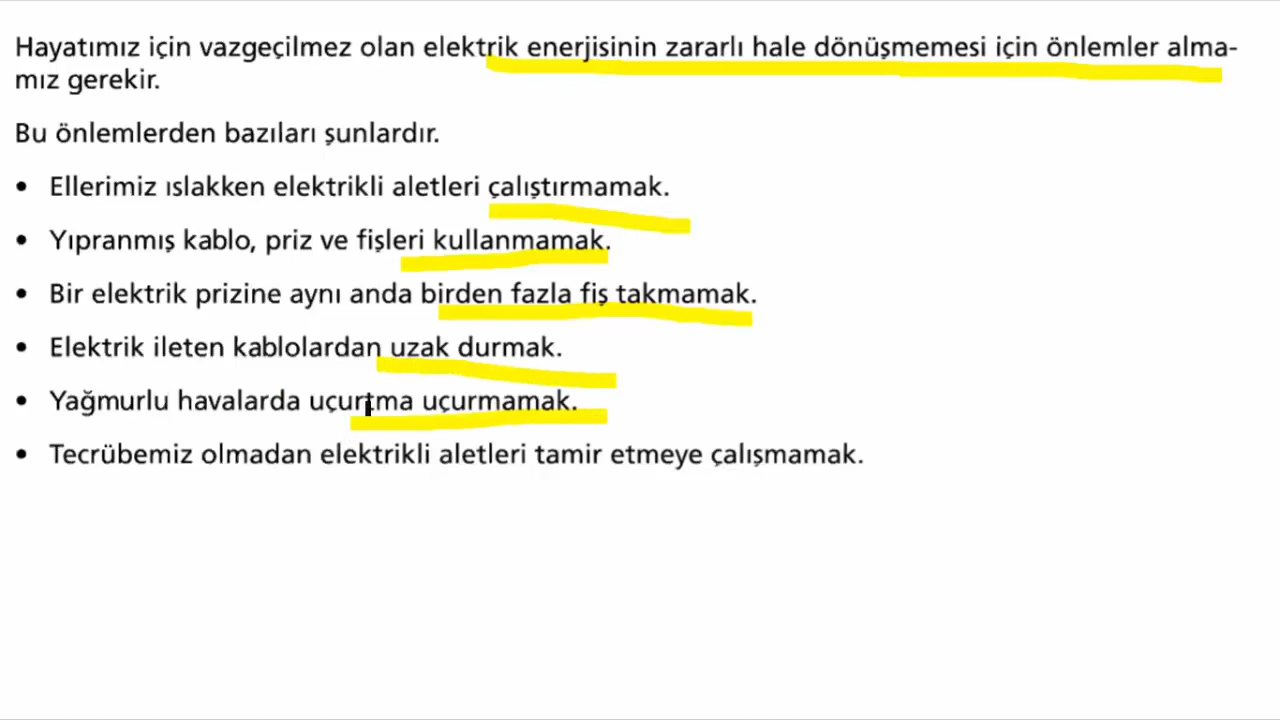 Hayatımız için vazgeçilmez olan elektrik enerjisinin zararlı hale dönüşmemesi için önlemler alma-
mız gerekir.
Bu önlemlerden bazıları şunlardır.
• Ellerimiz ıslakken elektrikli aletleri çalıştırmamak.
• Yıpranmış kablo, priz ve fişleri kullanmamak.
• Bir elektrik prizine aynı anda birden fazla fiş takmamak.
• Elektrik ileten kablolardan uzak durmak.
• Yağmurlu havalarda uçurtma uçurmamak.
• Tecrübemiz olmadan elektrikli aletleri tamir etmeye çalışmamak.